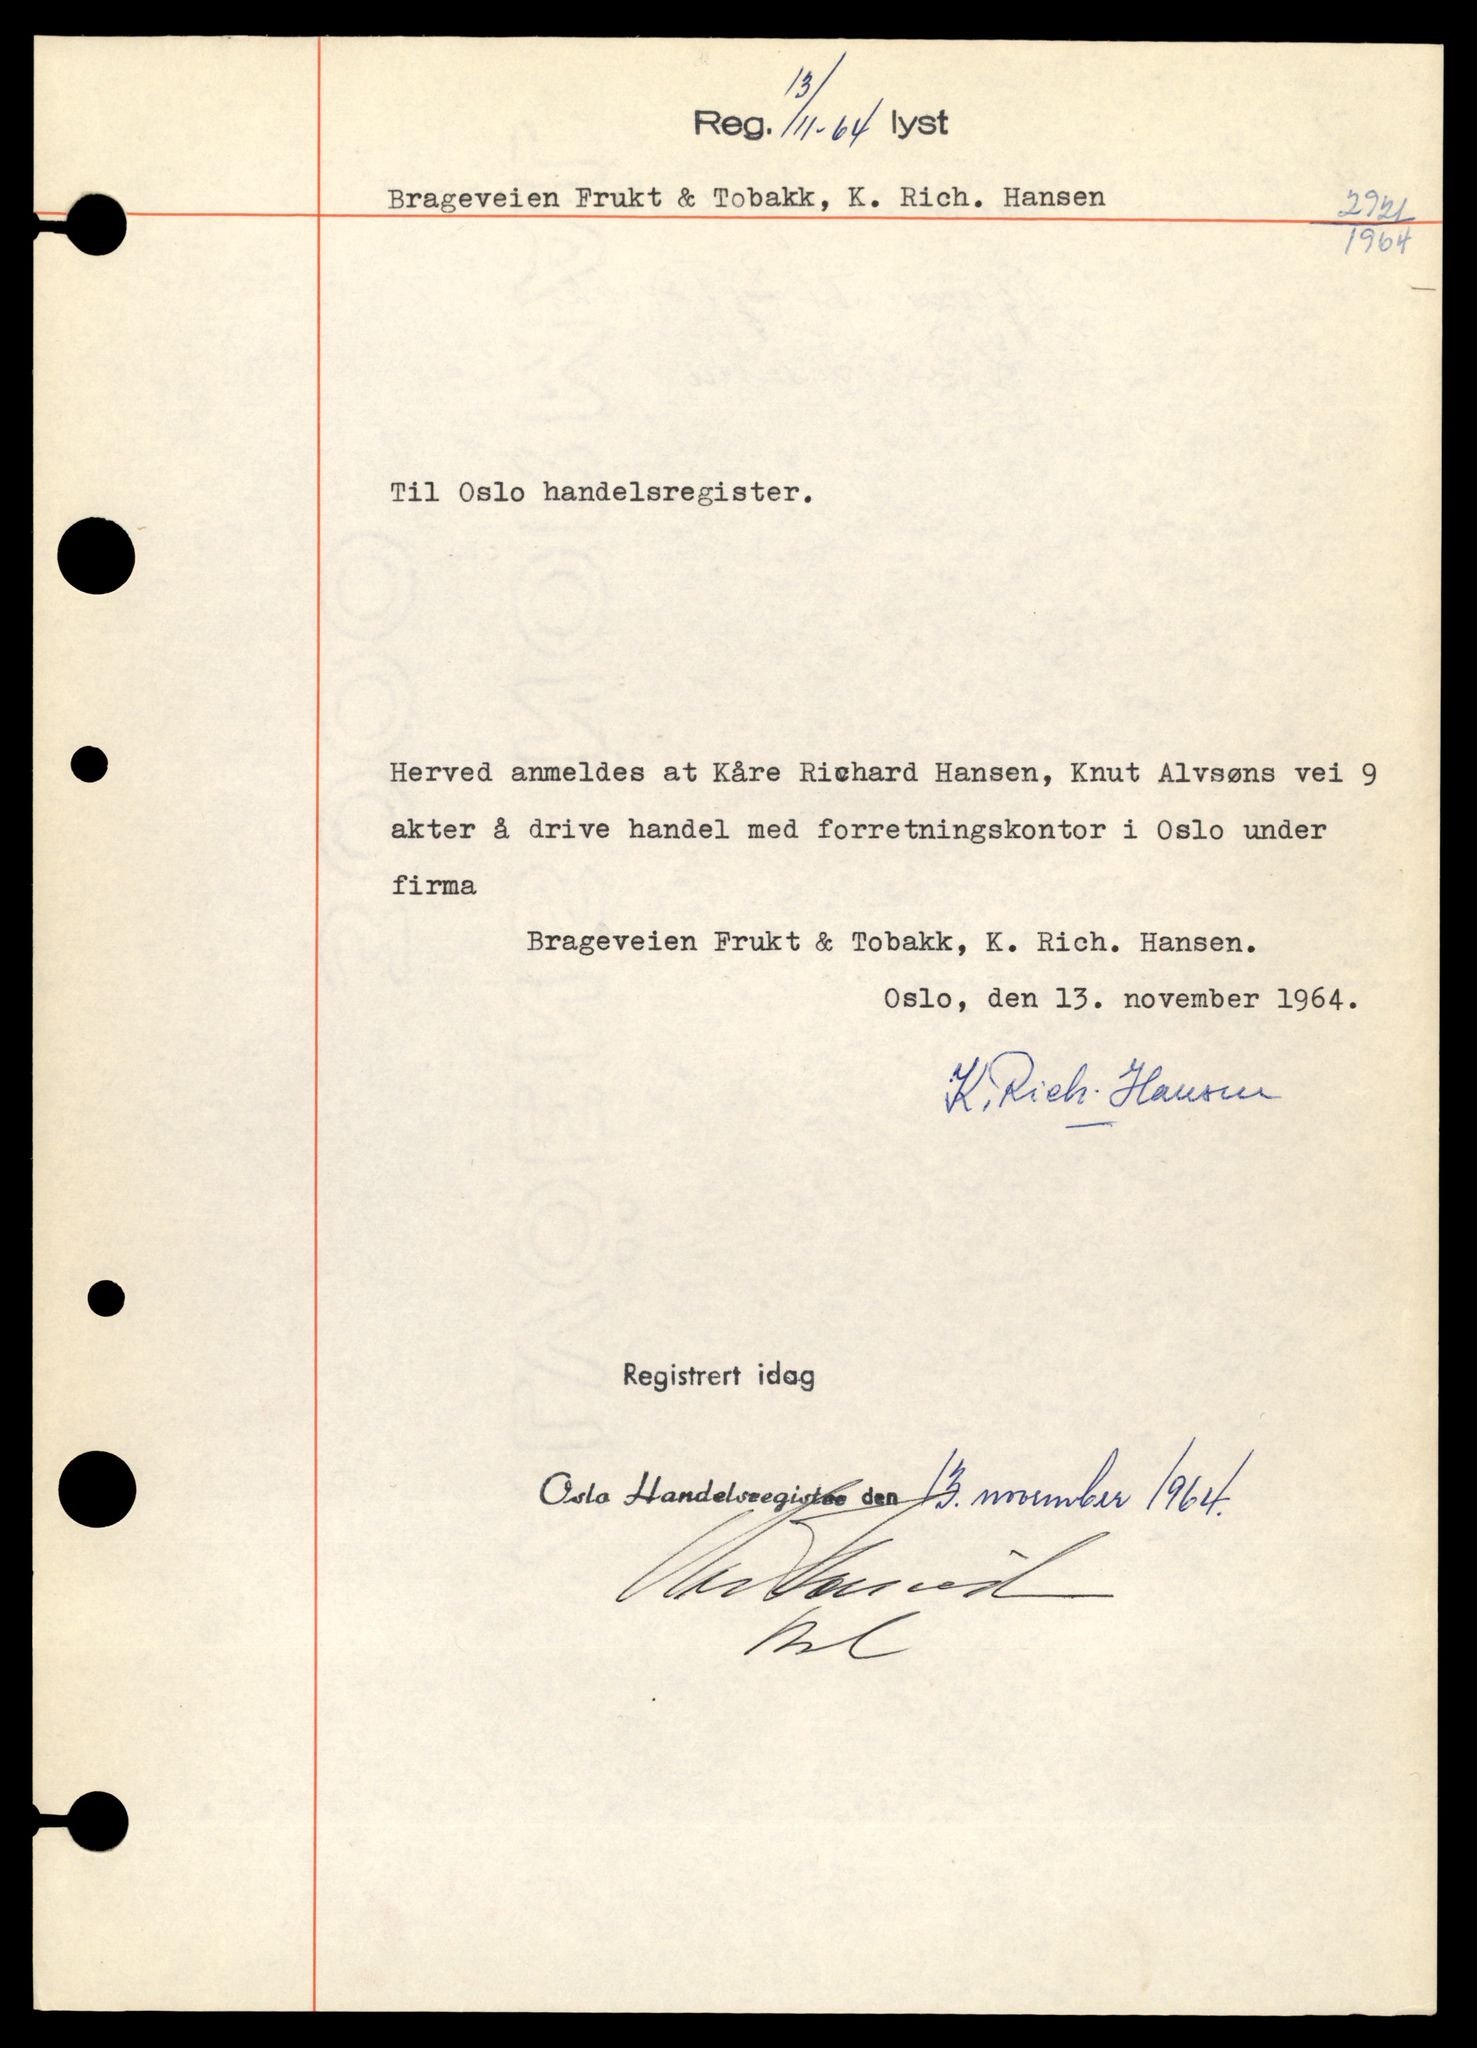 Reg. 13/11-64 lyst
Brageveien Frukt & Tobakk, K. Rich. Hansen
2921
1964
Til Oslo handelsregister.
Herved anmeldes at Kåre Richard Hansen, Knut Alvsøns vei 9
akter å drive handel med forretningskontor i Oslo under
firma
Brageveien Frukt & Tobakk, K. Rich. Hansen.
Oslo, den 13. november 1964.
K. Rich. Hansen
Registrert idag
Oslo Handelsregister den 13. november 1964.